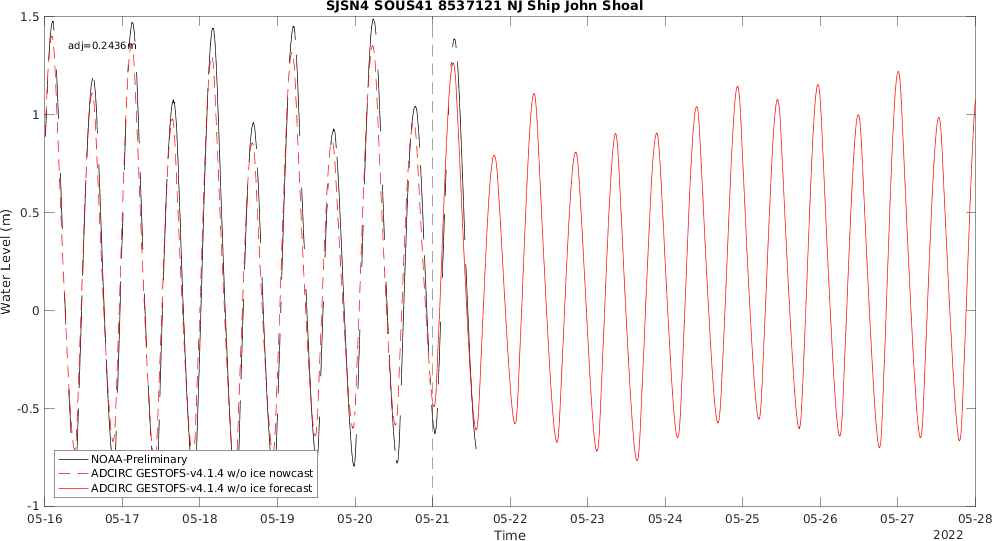 SJSN4 SOUS41 8537121 NJ Ship John Shoal
1.5
adj=0.2436m
1
0.5
Water Level (m)
0
-0.5
NOAA-Preliminary
ADCIRC GESTOFS-v4.1.4 w/o ice nowcast
ADCIRC GESTOFS-v4.1.4 w/o ice forecast
-1
05-16 05-17 05-18 05-19 05-20 05-21 05-22 05-23 05-24 05-25 05-26 05-27 05-28
Time
2022